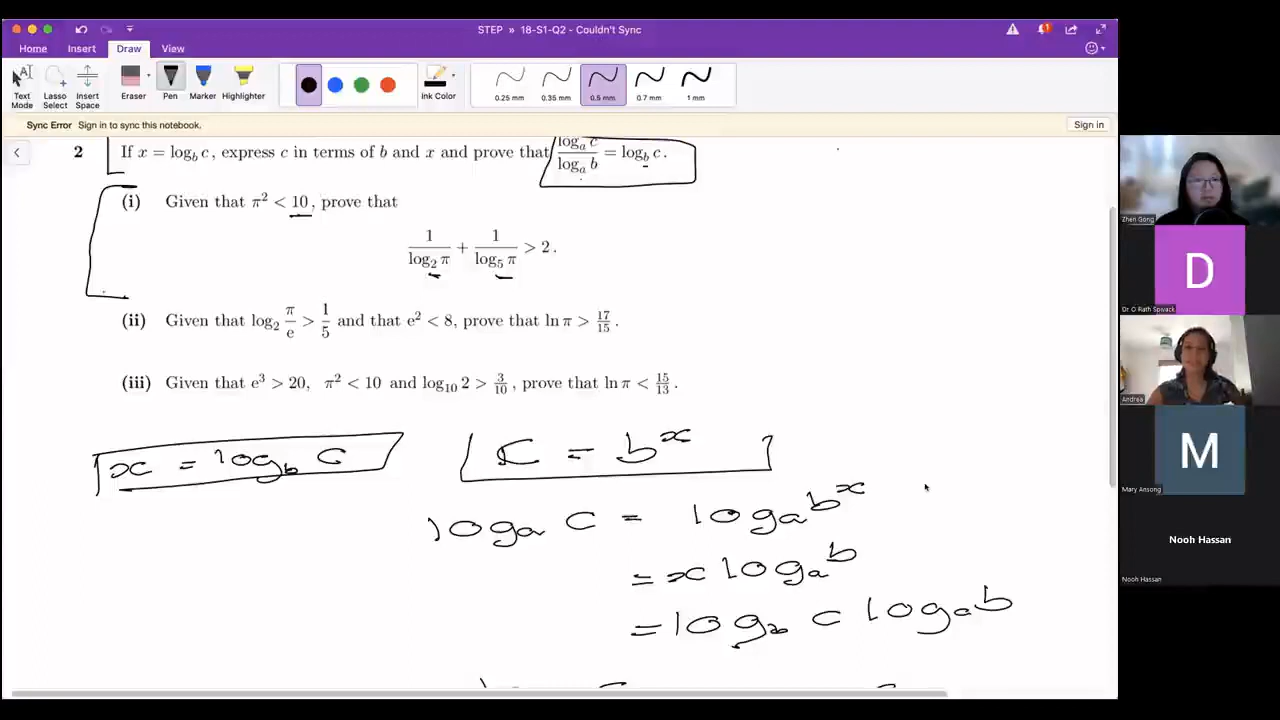 STEP » 18-S1-Q2 - Couldn't Sync
Home Insert Draw View
Text Mode
Lasso Select
Insert Space
Eraser
Pen
Marker
Highlighter
Ink Color
0.25 mm 0.35 mm 0.5 mm 0.7 mm 1 mm
Sync Error Sign in to sync this notebook. Sign in
2 If x = log_b c, express c in terms of b and x and prove that log_a c / log_a b = log_b c.
(i) Given that π² < 10, prove that
1/log₂ π + 1/log₅ π > 2.
(ii) Given that log₂ π/e > 1/5 and that e² < 8, prove that ln π > 17/15.
(iii) Given that e³ > 20, π² < 10 and log₁₀ 2 > 3/10, prove that ln π < 15/13.
x = log_b c
c = b^x
log_a c = log_a b^x
= x log_a b
= log_b c log_a b
Zhen Gong
D
Dr O Rath Spivack
Andrea
M
Mary Ansong
Nooh Hassan
Nooh Hassan